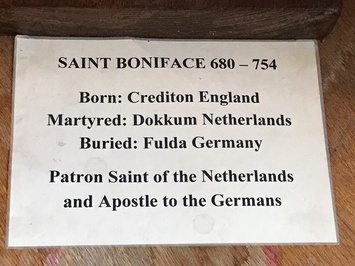 SAINT BONIFACE 680 – 754
Born: Crediton England
Martyred: Dokkum Netherlands
Buried: Fulda Germany
Patron Saint of the Netherlands
and Apostle to the Germans